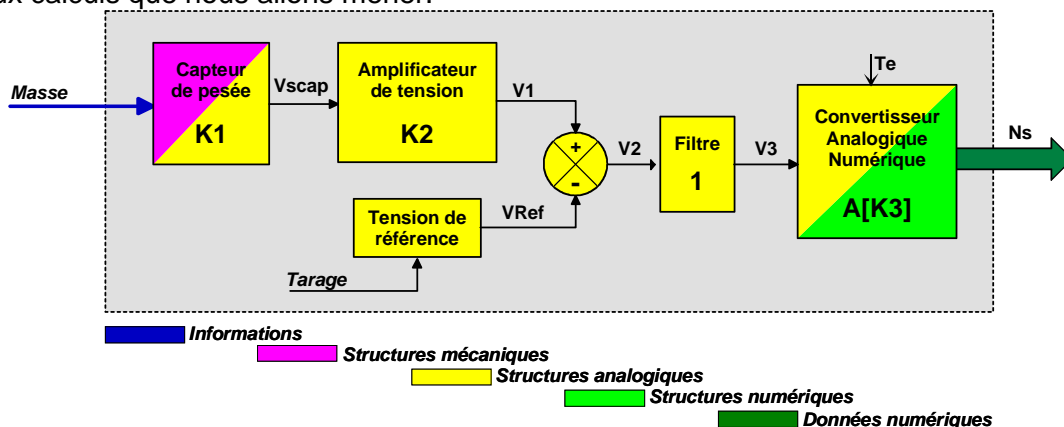 Masse
Capteur
de pesée
K1
Vscap
Amplificateur
de tension
K2
V1
+
-
V2
Filtre
1
V3
Te
Convertisseur
Analogique
Numérique
A[K3]
Ns
Tension de
référence
VRef
Tarage
Informations
Structures mécaniques
Structures analogiques
Structures numériques
Données numériques